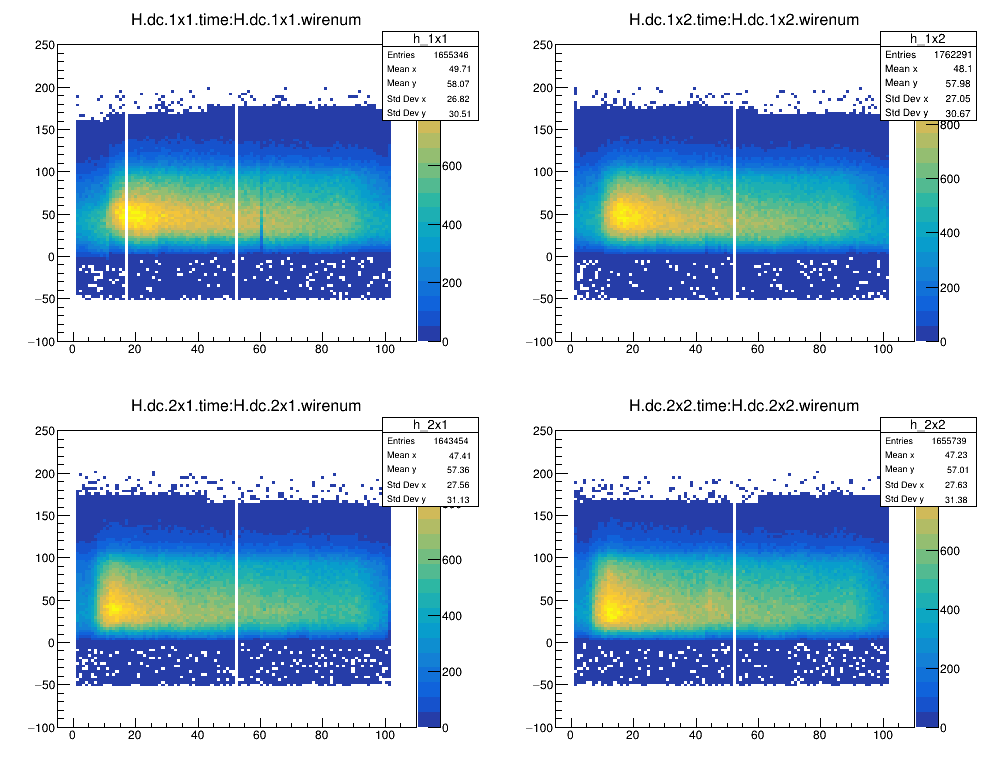 H.dc.1x1.time:H.dc.1x1.wirenum
h_1x1
Entries 1655346
Mean x 49.71
Mean y 58.07
Std Dev x 26.82
Std Dev y 30.51
250
200
150
100
50
0
−50
−100
0 20 40 60 80 100
600
400
200
0
H.dc.1x2.time:H.dc.1x2.wirenum
h_1x2
Entries 1762291
Mean x 48.1
Mean y 57.98
Std Dev x 27.05
Std Dev y 30.67
250
200
150
100
50
0
−50
−100
0 20 40 60 80 100
800
600
400
200
0
H.dc.2x1.time:H.dc.2x1.wirenum
h_2x1
Entries 1643454
Mean x 47.41
Mean y 57.36
Std Dev x 27.56
Std Dev y 31.13
250
200
150
100
50
0
−50
−100
0 20 40 60 80 100
600
400
200
0
H.dc.2x2.time:H.dc.2x2.wirenum
h_2x2
Entries 1655739
Mean x 47.23
Mean y 57.01
Std Dev x 27.63
Std Dev y 31.38
250
200
150
100
50
0
−50
−100
0 20 40 60 80 100
600
400
200
0